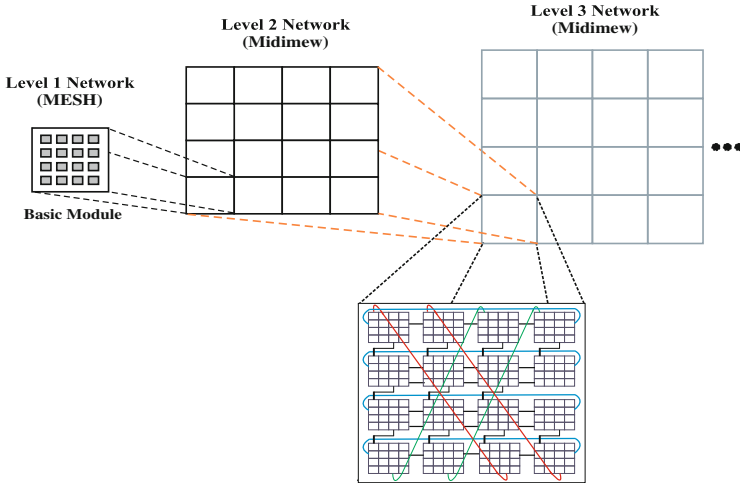 Level 1 Network
(MESH)
Basic Module
Level 2 Network
(Midimew)
Level 3 Network
(Midimew)